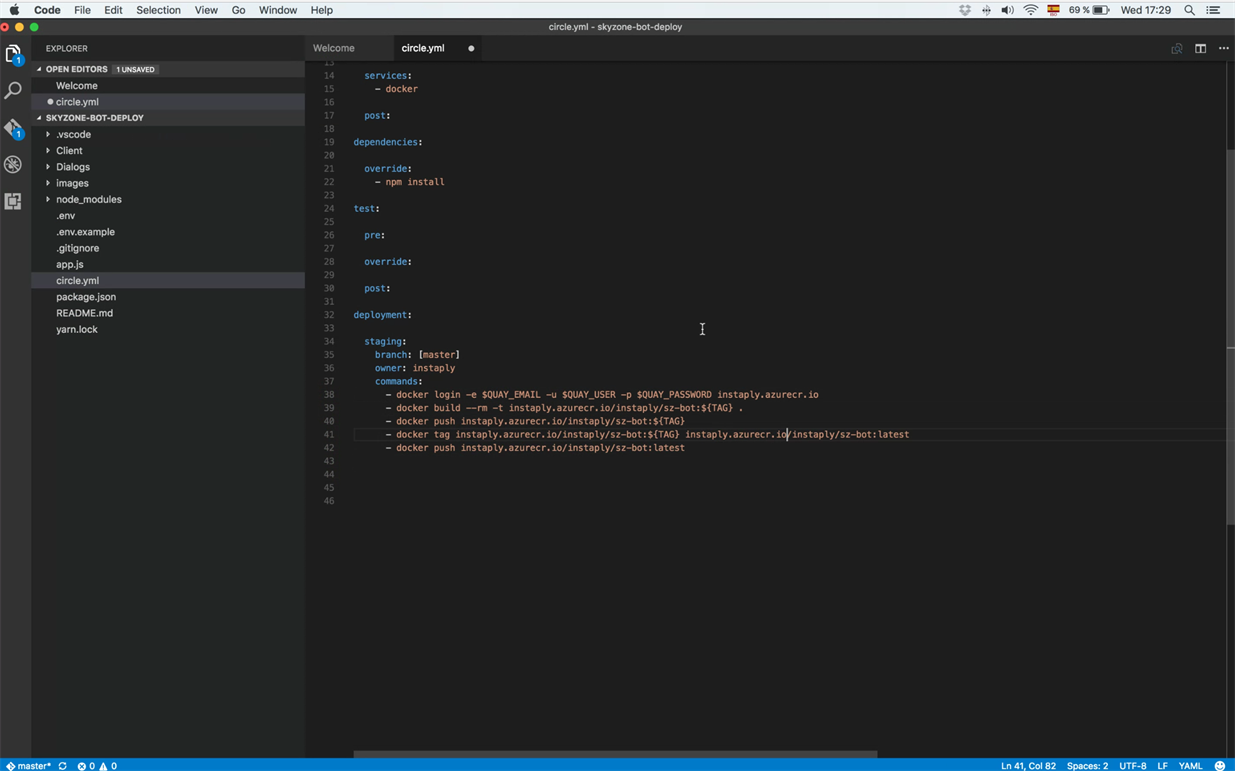 Code File Edit Selection View Go Window Help 69 % Wed 17:29
circle.yml - skyzone-bot-deploy
EXPLORER
OPEN EDITORS 1 UNSAVED
Welcome
circle.yml
SKYZONE-BOT-DEPLOY
.vscode
Client
Dialogs
images
node_modules
.env
.env.example
.gitignore
app.js
circle.yml
package.json
README.md
yarn.lock
1
1
Welcome circle.yml
13
14 services:
15 - docker
16
17 post:
18
19 dependencies:
20
21 override:
22 - npm install
23
24 test:
25
26 pre:
27
28 override:
29
30 post:
31
32 deployment:
33
34 staging:
35 branch: [master]
36 owner: instaply
37 commands:
38 - docker login -e $QUAY_EMAIL -u $QUAY_USER -p $QUAY_PASSWORD instaply.azurecr.io
39 - docker build --rm -t instaply.azurecr.io/instaply/sz-bot:${TAG} .
40 - docker push instaply.azurecr.io/instaply/sz-bot:${TAG}
41 - docker tag instaply.azurecr.io/instaply/sz-bot:${TAG} instaply.azurecr.io/instaply/sz-bot:latest
42 - docker push instaply.azurecr.io/instaply/sz-bot:latest
43
44
45
46
master* 0 0 Ln 41, Col 82 Spaces: 2 UTF-8 LF YAML